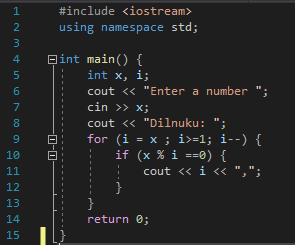 1 #include <iostream>
2 using namespace std;
3
4 int main() {
5 int x, i;
6 cout << "Enter a number ";
7 cin >> x;
8 cout << "Dilnuku: ";
9 for (i = x ; i>=1; i--) {
10 if (x % i ==0) {
11 cout << i << ",";
12 }
13 }
14 return 0;
15 }